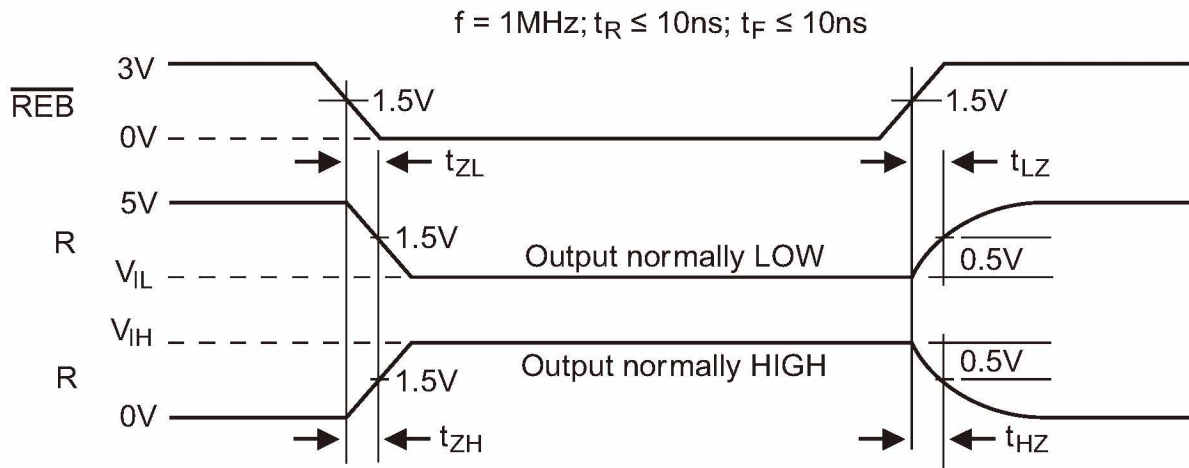 f = 1MHz; tR ≤ 10ns; tF ≤ 10ns
3V
REB
1.5V
1.5V
0V
tZL
tLZ
5V
R
1.5V
Output normally LOW
0.5V
VIL
VIH
Output normally HIGH
0.5V
R
1.5V
0V
tZH
tHZ